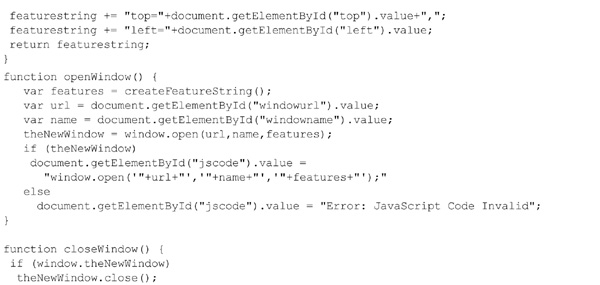 featurestring += "top="+document.getElementById("top").value+",";
featurestring += "left="+document.getElementById("left").value;
return featurestring;
}
function openWindow() {
var features = createFeatureString();
var url = document.getElementById("windowurl").value;
var name = document.getElementById("windowname").value;
theNewWindow = window.open(url,name,features);
if (theNewWindow)
document.getElementById("jscode").value =
"window.open('"+url+"','"+name+"','"+features+"');"
else
document.getElementById("jscode").value = "Error: JavaScript Code Invalid";
}
function closeWindow() {
if (window.theNewWindow)
theNewWindow.close();